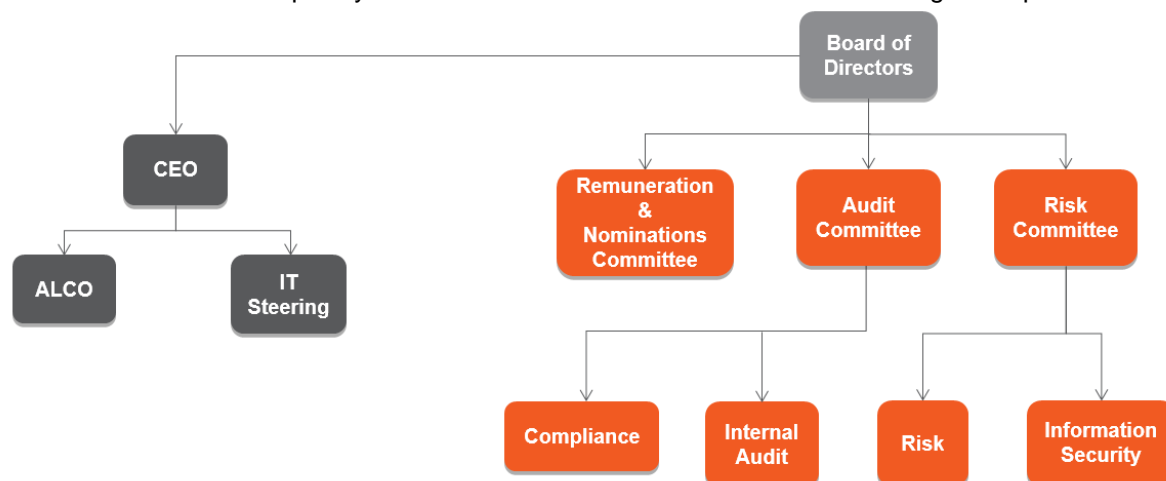 Board of
Directors
CEO
Remuneration
&
Nominations
Committee
Audit
Committee
Risk
Committee
ALCO
IT
Steering
Compliance
Internal
Audit
Risk
Information
Security